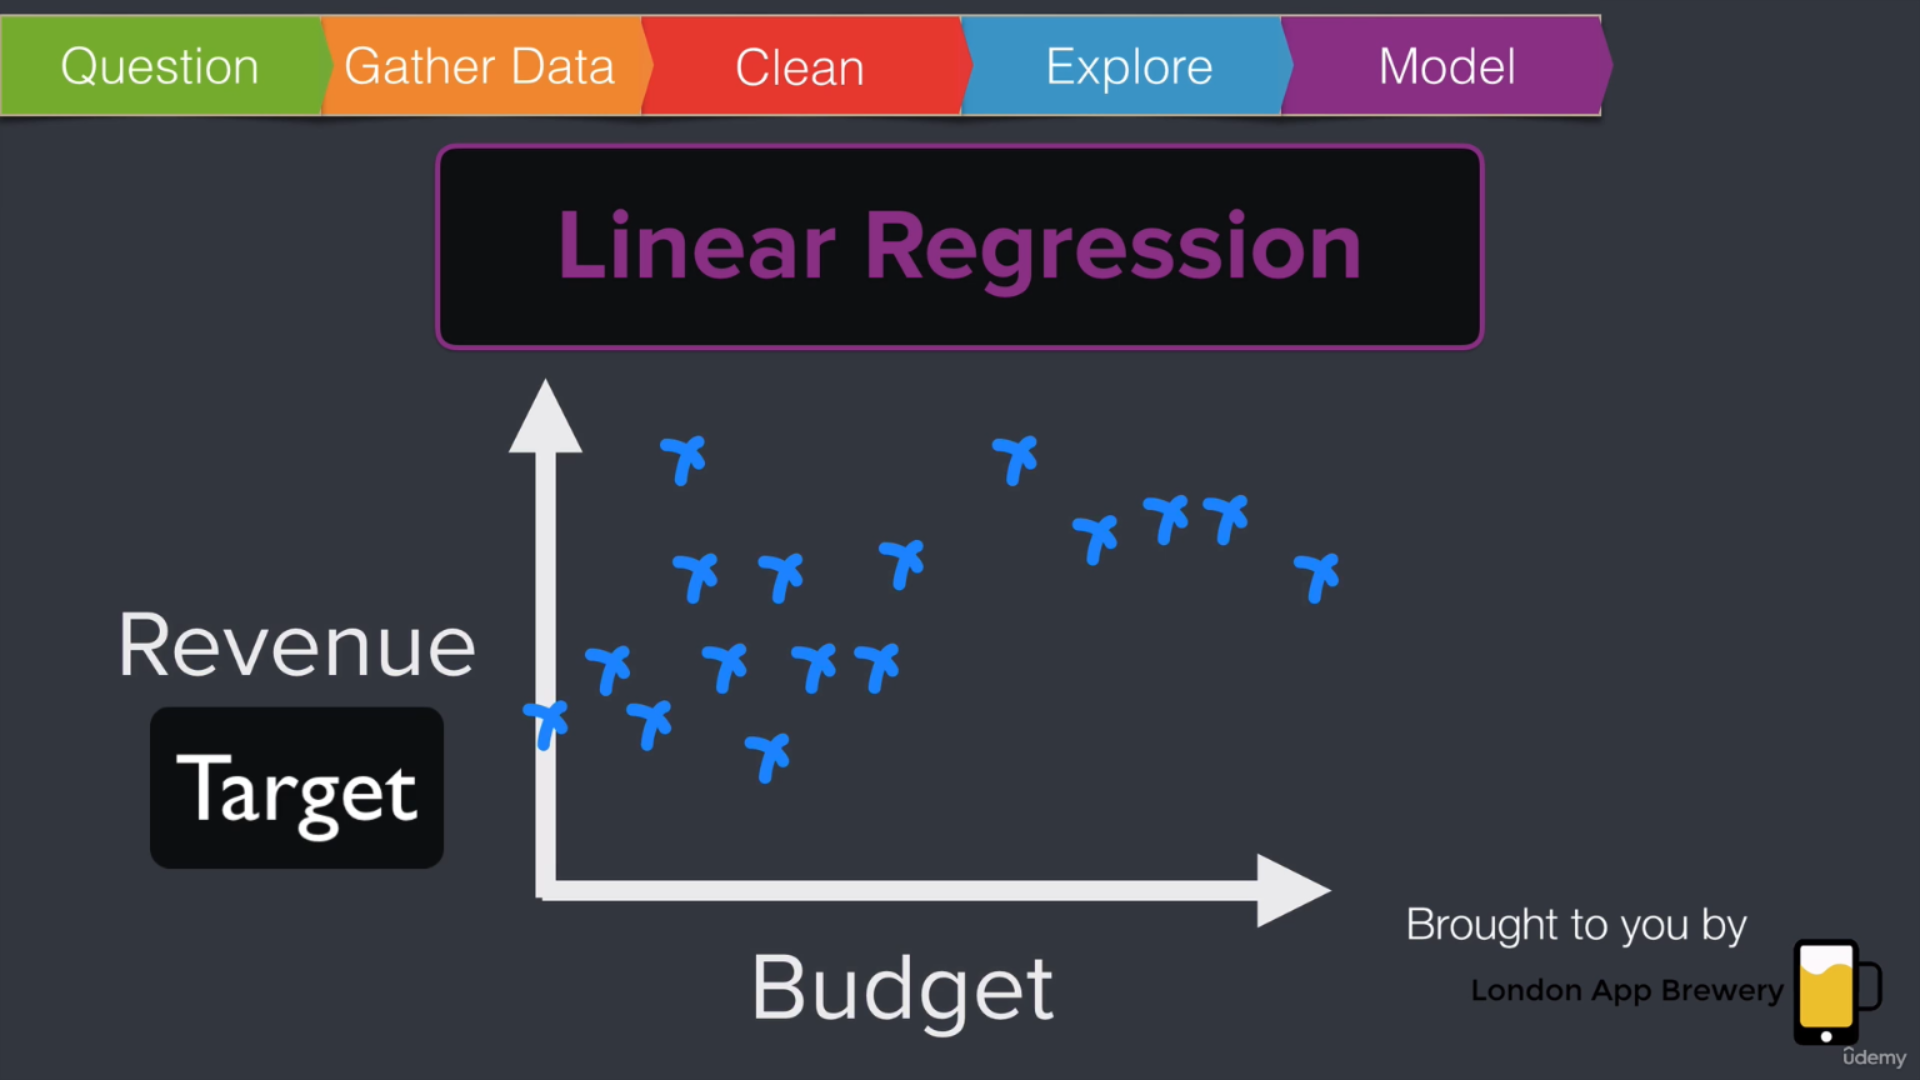 Question Gather Data Clean Explore Model
Linear Regression
Revenue
Target
Budget
Brought to you by
London App Brewery
ûdemy